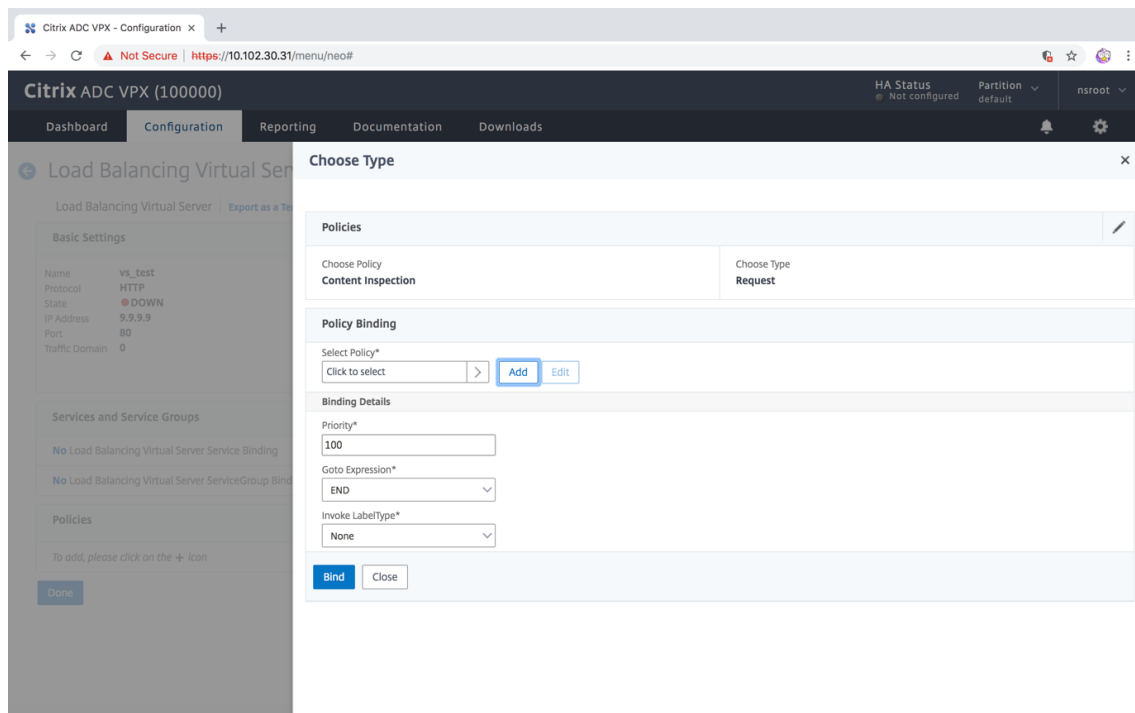 Citrix ADC VPX - Configuration
Not Secure | https://10.102.30.31/menu/neo#
Citrix ADC VPX (100000)
HA Status
Not configured
Partition
default
nsroot
Dashboard Configuration Reporting Documentation Downloads
Load Balancing Virtual Ser
Load Balancing Virtual Server | Export as a Te
Basic Settings
Name vs_test
Protocol HTTP
State DOWN
IP Address 9.9.9.9
Port 80
Traffic Domain 0
Services and Service Groups
No Load Balancing Virtual Server Service Binding
No Load Balancing Virtual Server ServiceGroup Bind
Policies
To add, please click on the + icon
Done
Choose Type
Policies
Choose Policy
Content Inspection
Choose Type
Request
Policy Binding
Select Policy*
Click to select
Add Edit
Binding Details
Priority*
100
Goto Expression*
END
Invoke LabelType*
None
Bind Close